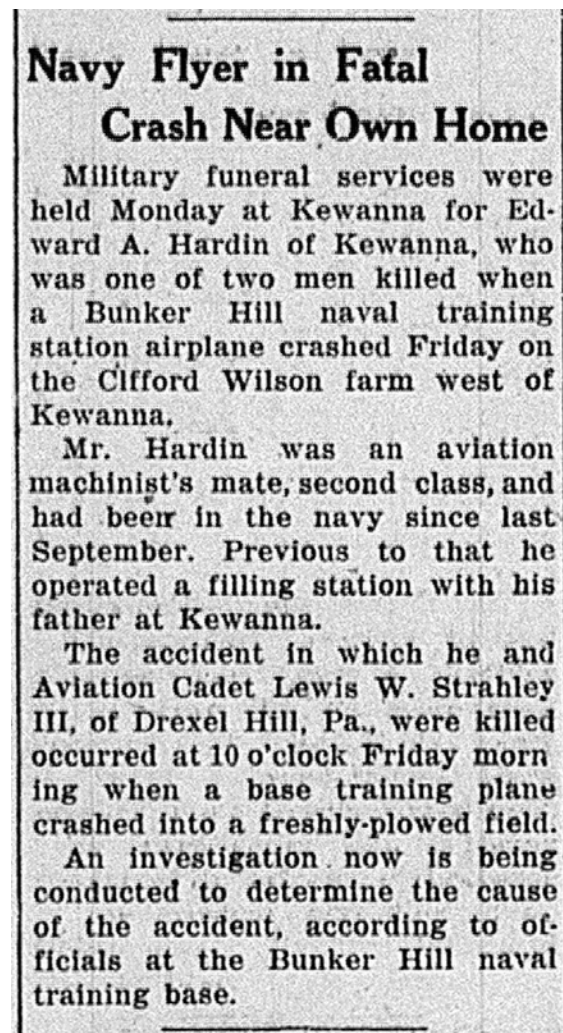 Navy Flyer in Fatal
Crash Near Own Home
Military funeral services were
held Monday at Kewanna for Ed-
ward A. Hardin of Kewanna, who
was one of two men killed when
a Bunker Hill naval training
station airplane crashed Friday on
the Clfford Wilson farm west of
Kewanna.
Mr. Hardin was an aviation
machinist's mate, second class, and
had been in the navy since last
September. Previous to that he
operated a filling station with his
father at Kewanna.
The accident in which he and
Aviation Cadet Lewis W. Strahley
III, of Drexel Hill, Pa., were killed
occurred at 10 o'clock Friday morn
ing when a base training plane
crashed into a freshly-plowed field.
An investigation now is being
conducted to determine the cause
of the accident, according to of-
ficials at the Bunker Hill naval
training base.